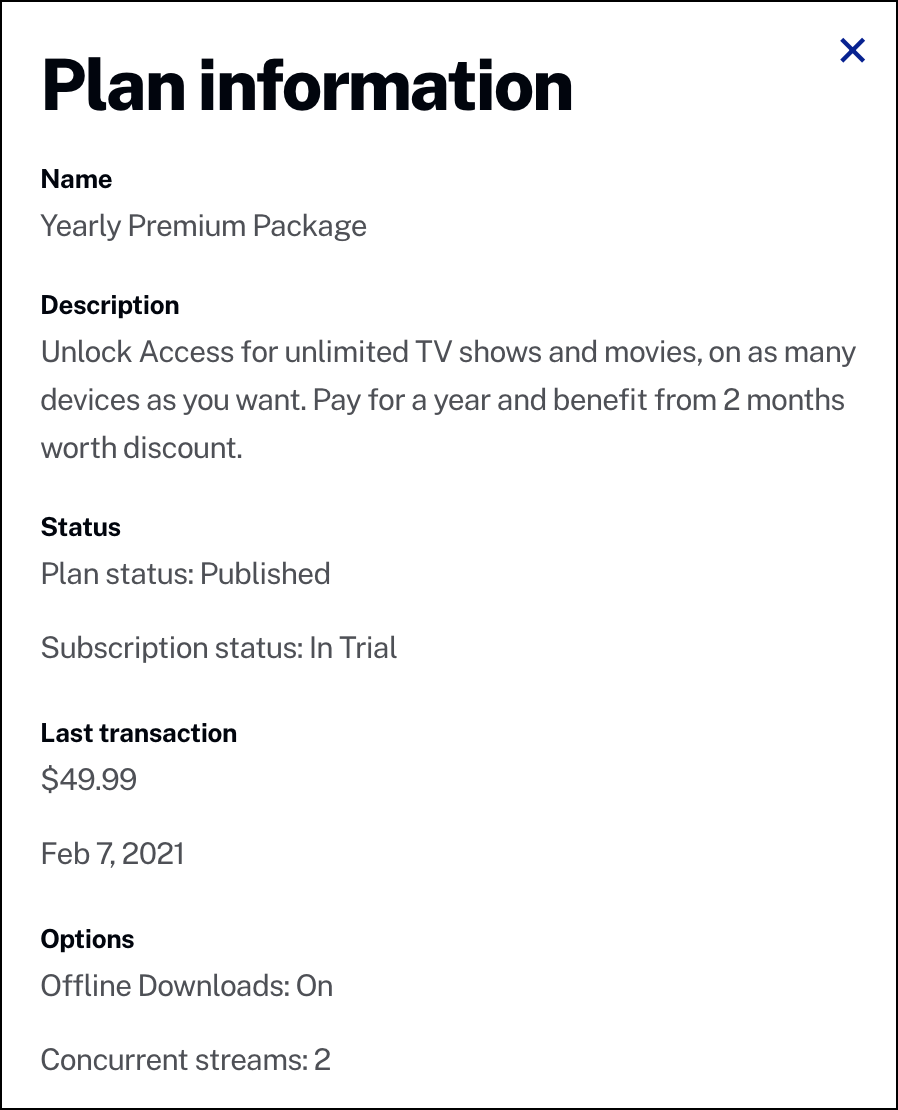 Plan information
Name
Yearly Premium Package
Description
Unlock Access for unlimited TV shows and movies, on as many
devices as you want. Pay for a year and benefit from 2 months
worth discount.
Status
Plan status: Published
Subscription status: In Trial
Last transaction
$49.99
Feb 7, 2021
Options
Offline Downloads: On
Concurrent streams: 2